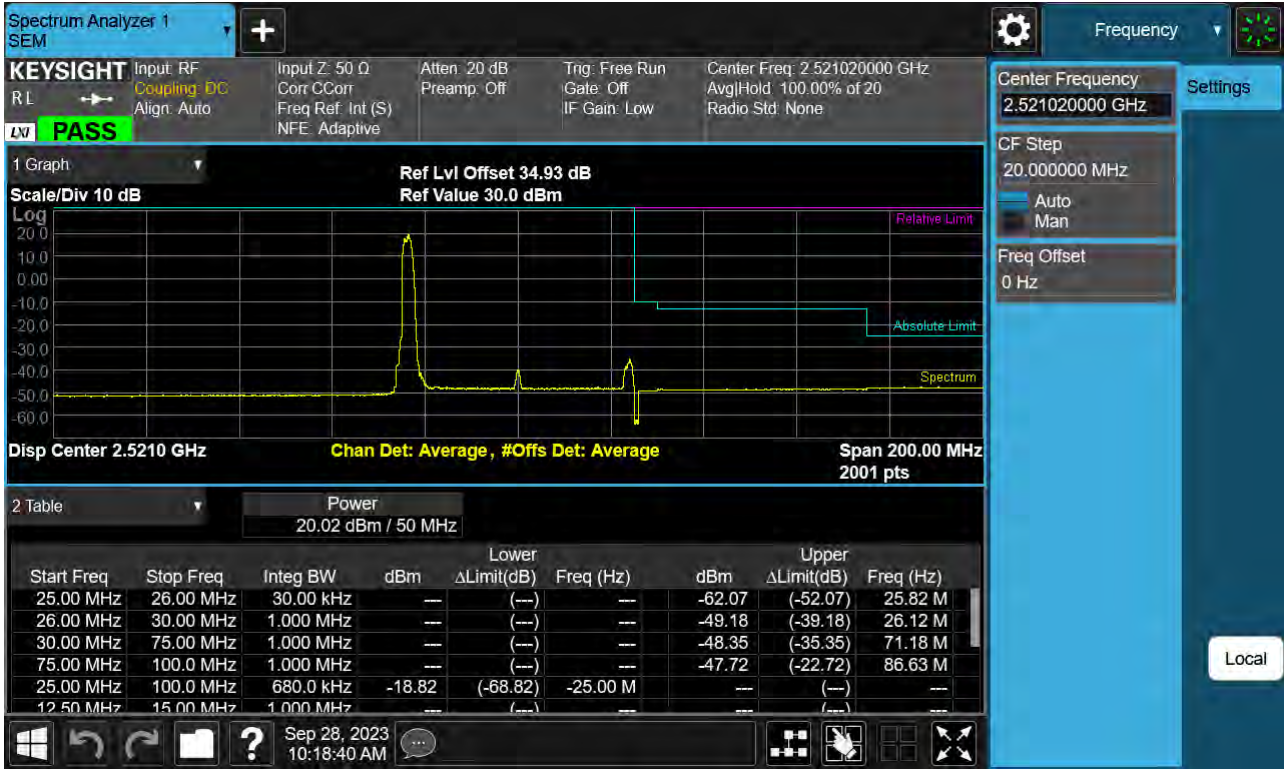 Spectrum Analyzer 1
SEM
Frequency
KEYSIGHT
R L
LXI
PASS
Input: RF
Coupling: DC
Align: Auto
Input Z: 50 Ω
Corr CCorr
Freq Ref: Int (S)
NFE: Adaptive
Atten: 20 dB
Preamp: Off
Trig: Free Run
Gate: Off
IF Gain: Low
Center Freq: 2.521020000 GHz
Avg|Hold: 100.00% of 20
Radio Std: None
Center Frequency
2.521020000 GHz
Settings
CF Step
20.000000 MHz
Auto
Man
Freq Offset
0 Hz
Local
1 Graph
Scale/Div 10 dB
Ref Lvl Offset 34.93 dB
Ref Value 30.0 dBm
Log
20.0
10.0
0.00
-10.0
-20.0
-30.0
-40.0
-50.0
-60.0
Relative Limit
Absolute Limit
Spectrum
Disp Center 2.5210 GHz
Chan Det: Average , #Offs Det: Average
Span 200.00 MHz
2001 pts
2 Table
Power
20.02 dBm / 50 MHz
Lower Upper
Start Freq Stop Freq Integ BW dBm ΔLimit(dB) Freq (Hz) dBm ΔLimit(dB) Freq (Hz)
25.00 MHz 26.00 MHz 30.00 kHz --- (---) --- -62.07 (-52.07) 25.82 M
26.00 MHz 30.00 MHz 1.000 MHz --- (---) --- -49.18 (-39.18) 26.12 M
30.00 MHz 75.00 MHz 1.000 MHz --- (---) --- -48.35 (-35.35) 71.18 M
75.00 MHz 100.0 MHz 1.000 MHz --- (---) --- -47.72 (-22.72) 86.63 M
25.00 MHz 100.0 MHz 680.0 kHz -18.82 (-68.82) -25.00 M --- (---) ---
12.50 MHz 15.00 MHz 1.000 MHz --- (---) --- --- (---) ---
Sep 28, 2023
10:18:40 AM